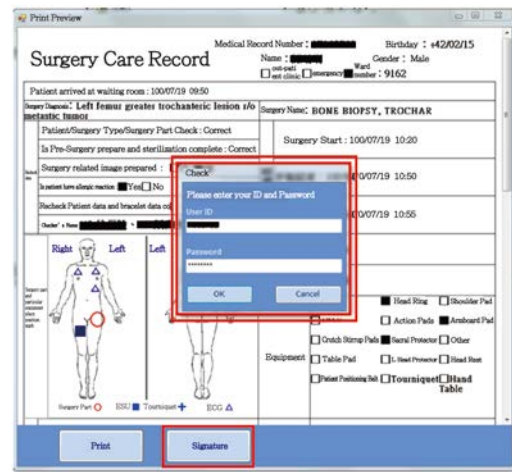 Print Preview
Surgery Care Record
Medical Record Number :
Birthday : +42/02/15
Name :
Gender : Male
out-pati
ent clinic
emergency
Ward
number : 9162
Patient arrived at waiting room : 100/07/19 09:50
Surgery Diagnosis : Left femur greates trochanteric lesion r/o
metastic tumor
Surgery Name : BONE BIOPSY, TROCHAR
Patient/Surgery Type/Surgery Part Check : Correct
Surgery Start : 100/07/19 10:20
Is Pre-Surgery prepare and sterilization complete : Correct
Surgery related image prepared :
0/07/19 10:50
Is patient have allergic reaction : Yes No
Recheck Patient data and bracelet data co
/07/19 10:55
Check
Please enter your ID and Password
User ID
Password
********
OK
Cancel
Right
Left
Left
Head Ring
Shoulder Pad
Action Pads
Armboard Pad
Crutch Stirrup Pads
Sacral Protector
Other
Equipment
Table Pad
Head Protector
Head Rest
Patient Positioning Belt
Tourniquet
Hand
Table
Surgery Part
ESU
Tourniquet
ECG
Print
Signature